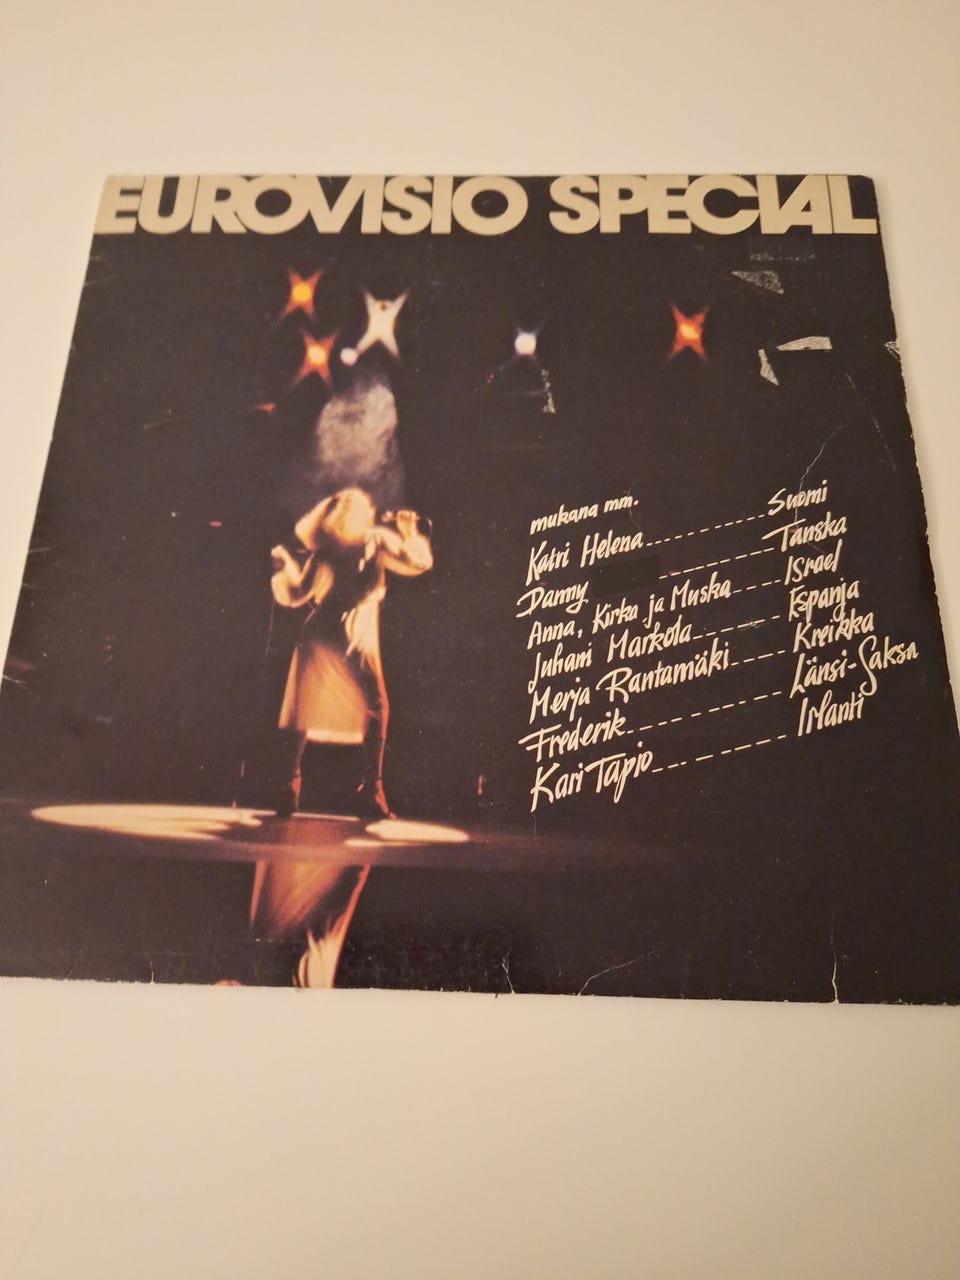 EUROVISIO SPECIAL
mukana mm.
Katri Helena ---------- Suomi
Danny ---------- Tanska
Anna, Kirka ja Muska ---- Israel
Juhani Markola -------- Espanja
Merja Rantamäki ----- Kreikka
Frederik ------------ Länsi-Saksa
Kari Tapio ---------- Irlanti